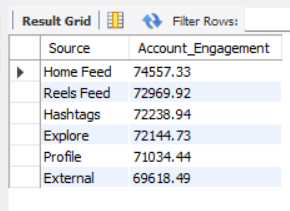 Result Grid Filter Rows:
Source Account_Engagement
Home Feed 74557.33
Reels Feed 72969.92
Hashtags 72238.94
Explore 72144.73
Profile 71034.44
External 69618.49